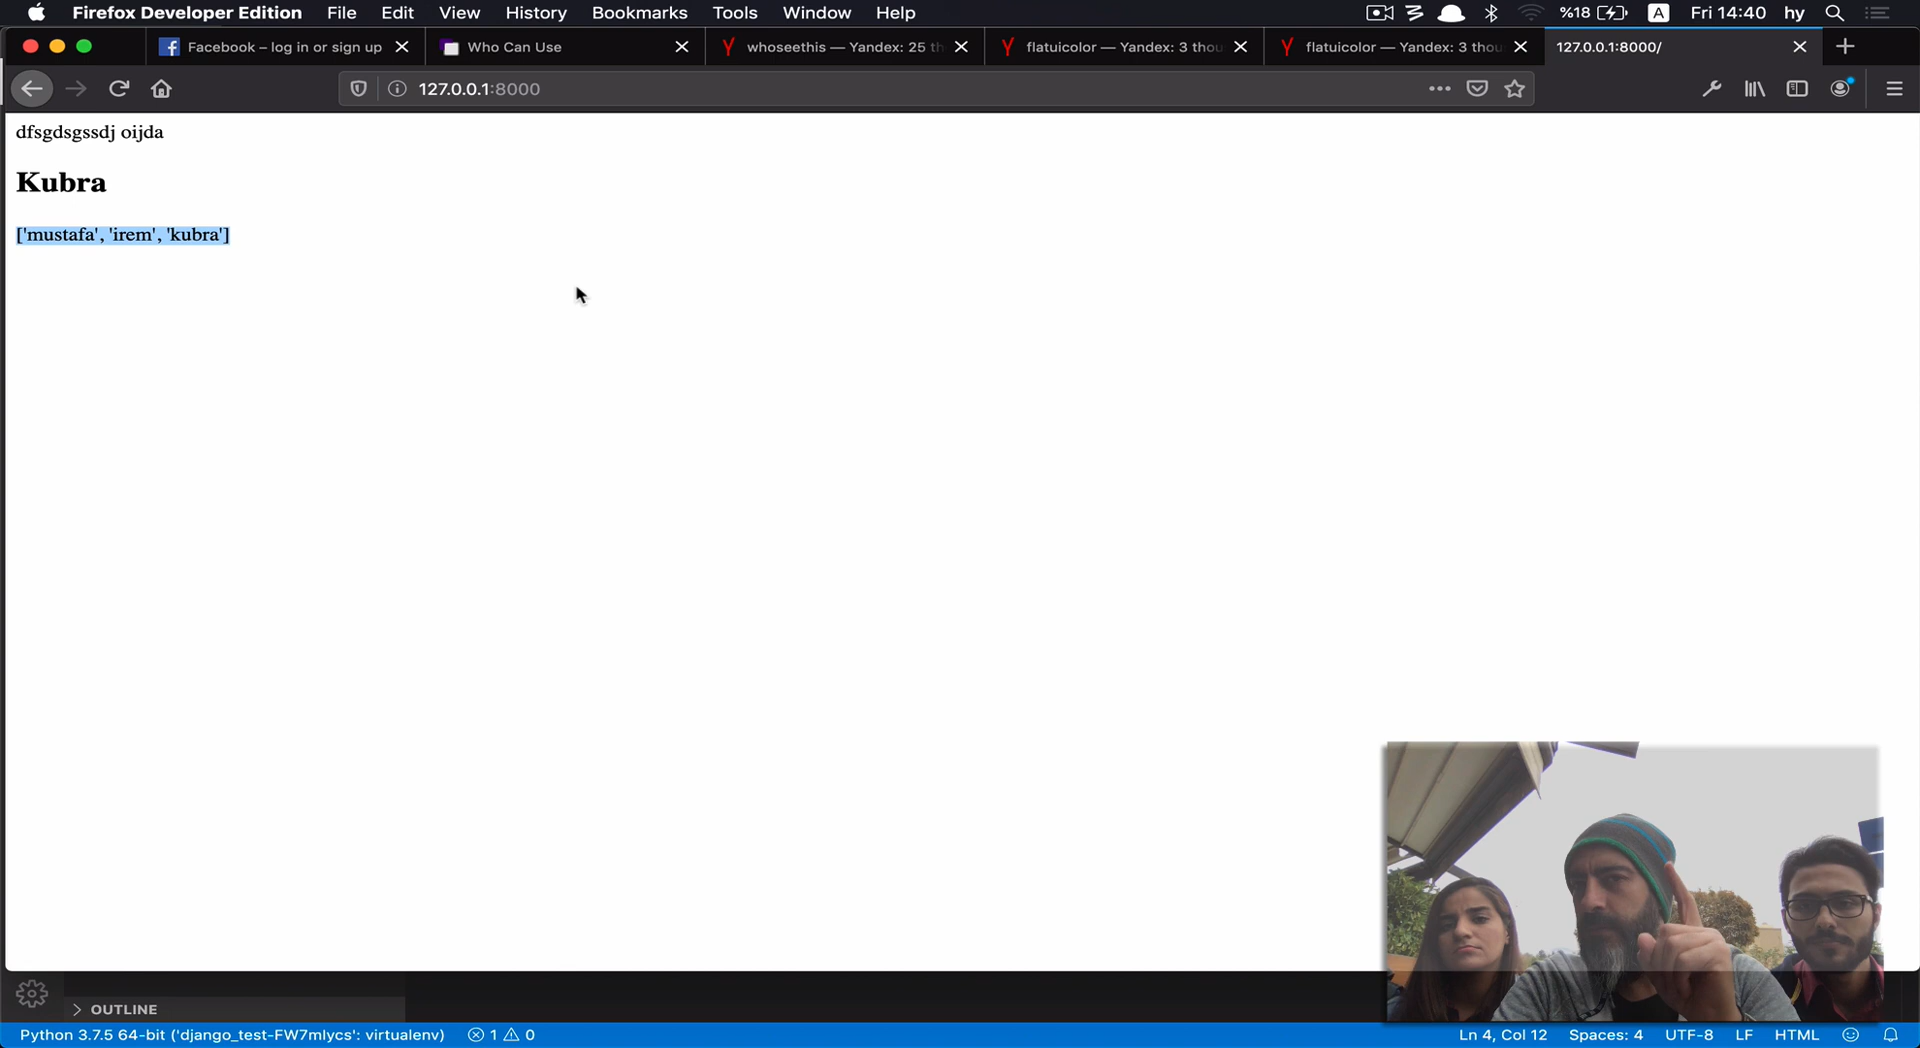 Firefox Developer Edition File Edit View History Bookmarks Tools Window Help %18 A Fri 14:40 hy
Facebook – log in or sign up Who Can Use whoseethis — Yandex: 25 th flatuicolor — Yandex: 3 thou flatuicolor — Yandex: 3 thou 127.0.0.1:8000/
127.0.0.1:8000
dfsgdsgssdj oijda
Kubra
['mustafa', 'irem', 'kubra']
OUTLINE
Python 3.7.5 64-bit ('django_test-FW7mIycs': virtualenv) 1 0 Ln 4, Col 12 Spaces: 4 UTF-8 LF HTML